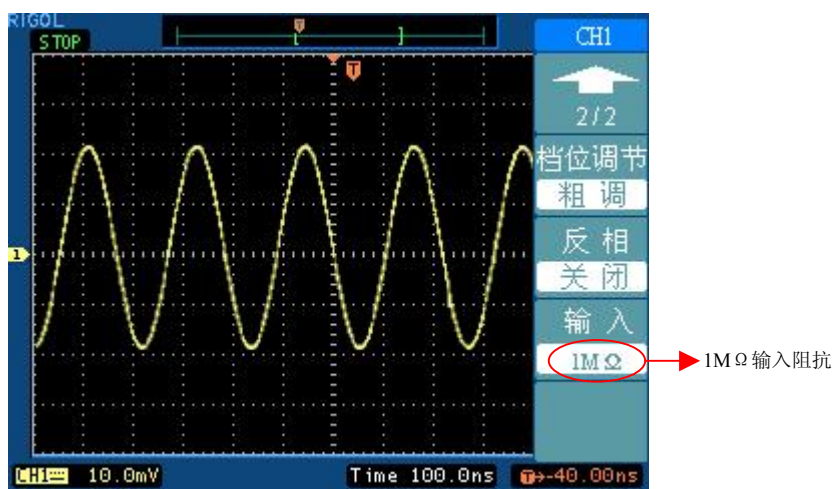 RIGOL
STOP
T
CH1
2/2
T
档位调节
粗 调
反 相
1
关 闭
输 入
1MΩ
1MΩ输入阻抗
CH1 10.0mV Time 100.0ns T→-40.00ns